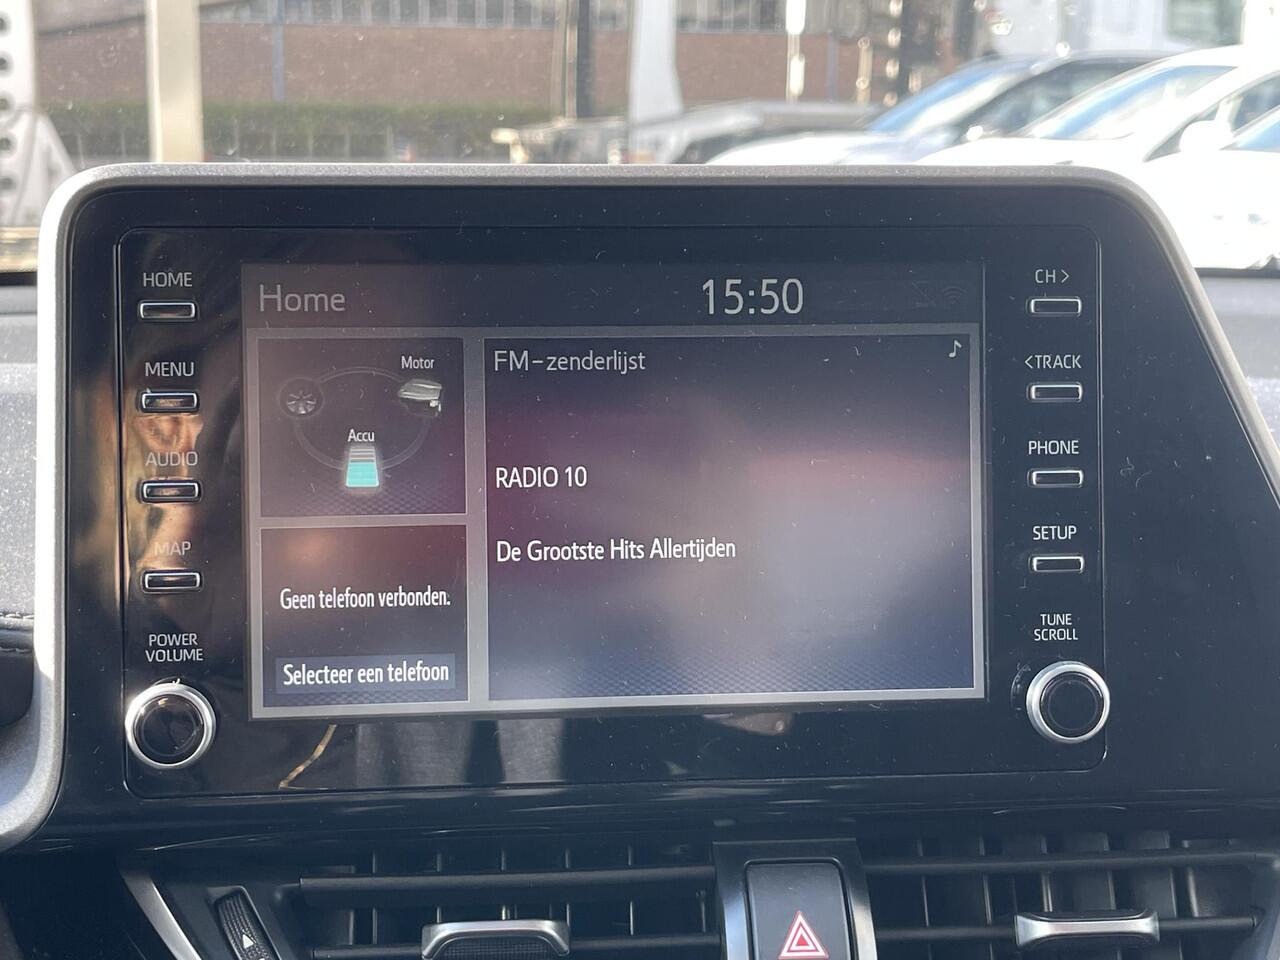 HOME
MENU
AUDIO
MAP
POWER
VOLUME
Home
15:50
Motor
Accu
Geen telefoon verbonden.
Selecteer een telefoon
FM-zenderlijst
RADIO 10
De Grootste Hits Allertijden
CH >
<TRACK
PHONE
SETUP
TUNE
SCROLL